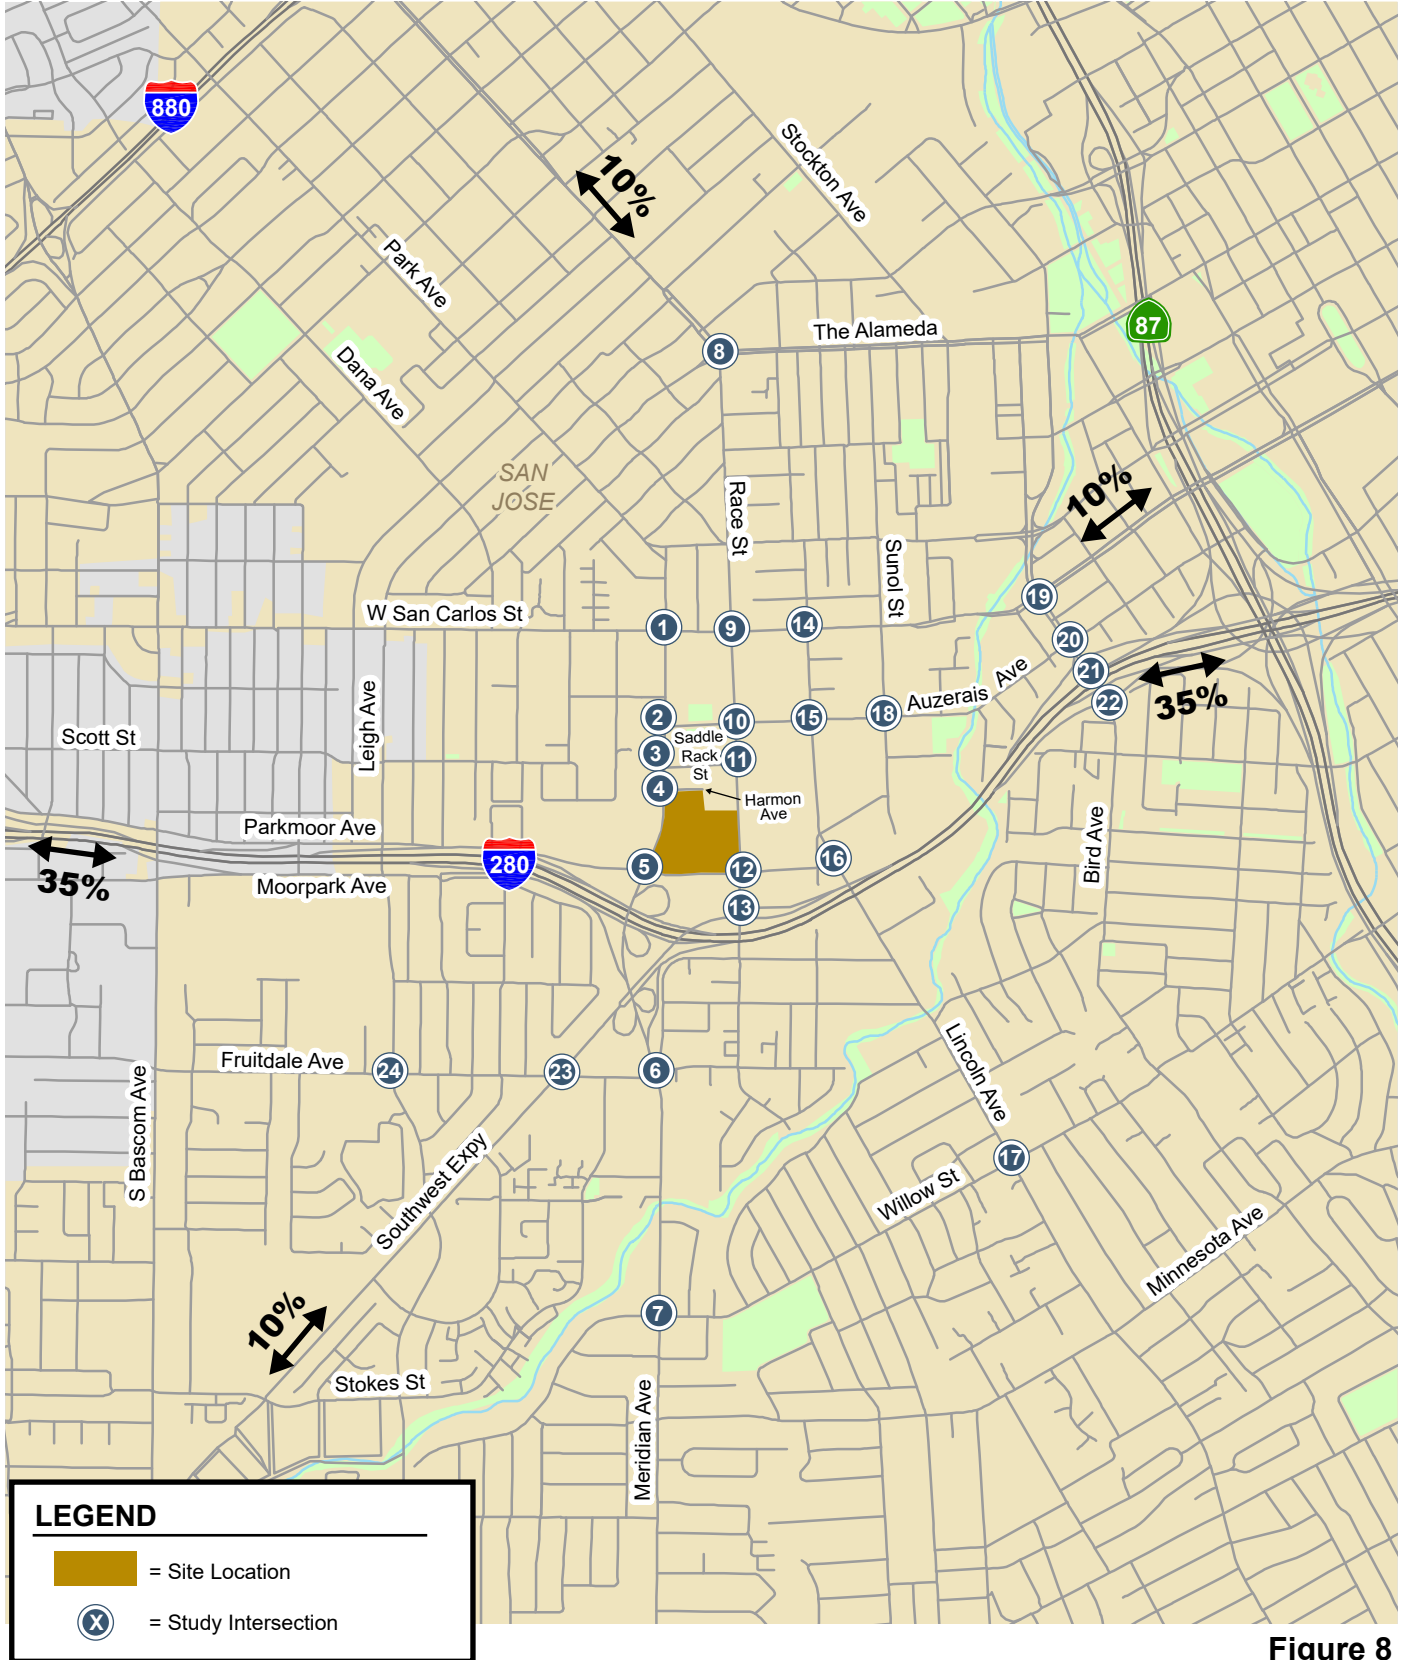 880
10%
Stockton Ave
Park Ave
87
The Alameda
8
Dana Ave
SAN
JOSE
10%
Race St
Sunol St
19
W San Carlos St
1
9
14
20
21
35%
22
Leigh Ave
2
10
15
18
Auzerais Ave
Scott St
3
Saddle
Rack
St
11
4
Harmon
Ave
Parkmoor Ave
35%
280
5
12
16
Bird Ave
Moorpark Ave
13
Fruitdale Ave
24
23
6
Lincoln Ave
S Bascom Ave
Southwest Expy
17
Willow St
Minnesota Ave
10%
7
Stokes St
Meridian Ave
LEGEND
= Site Location
X
= Study Intersection
Figure 8